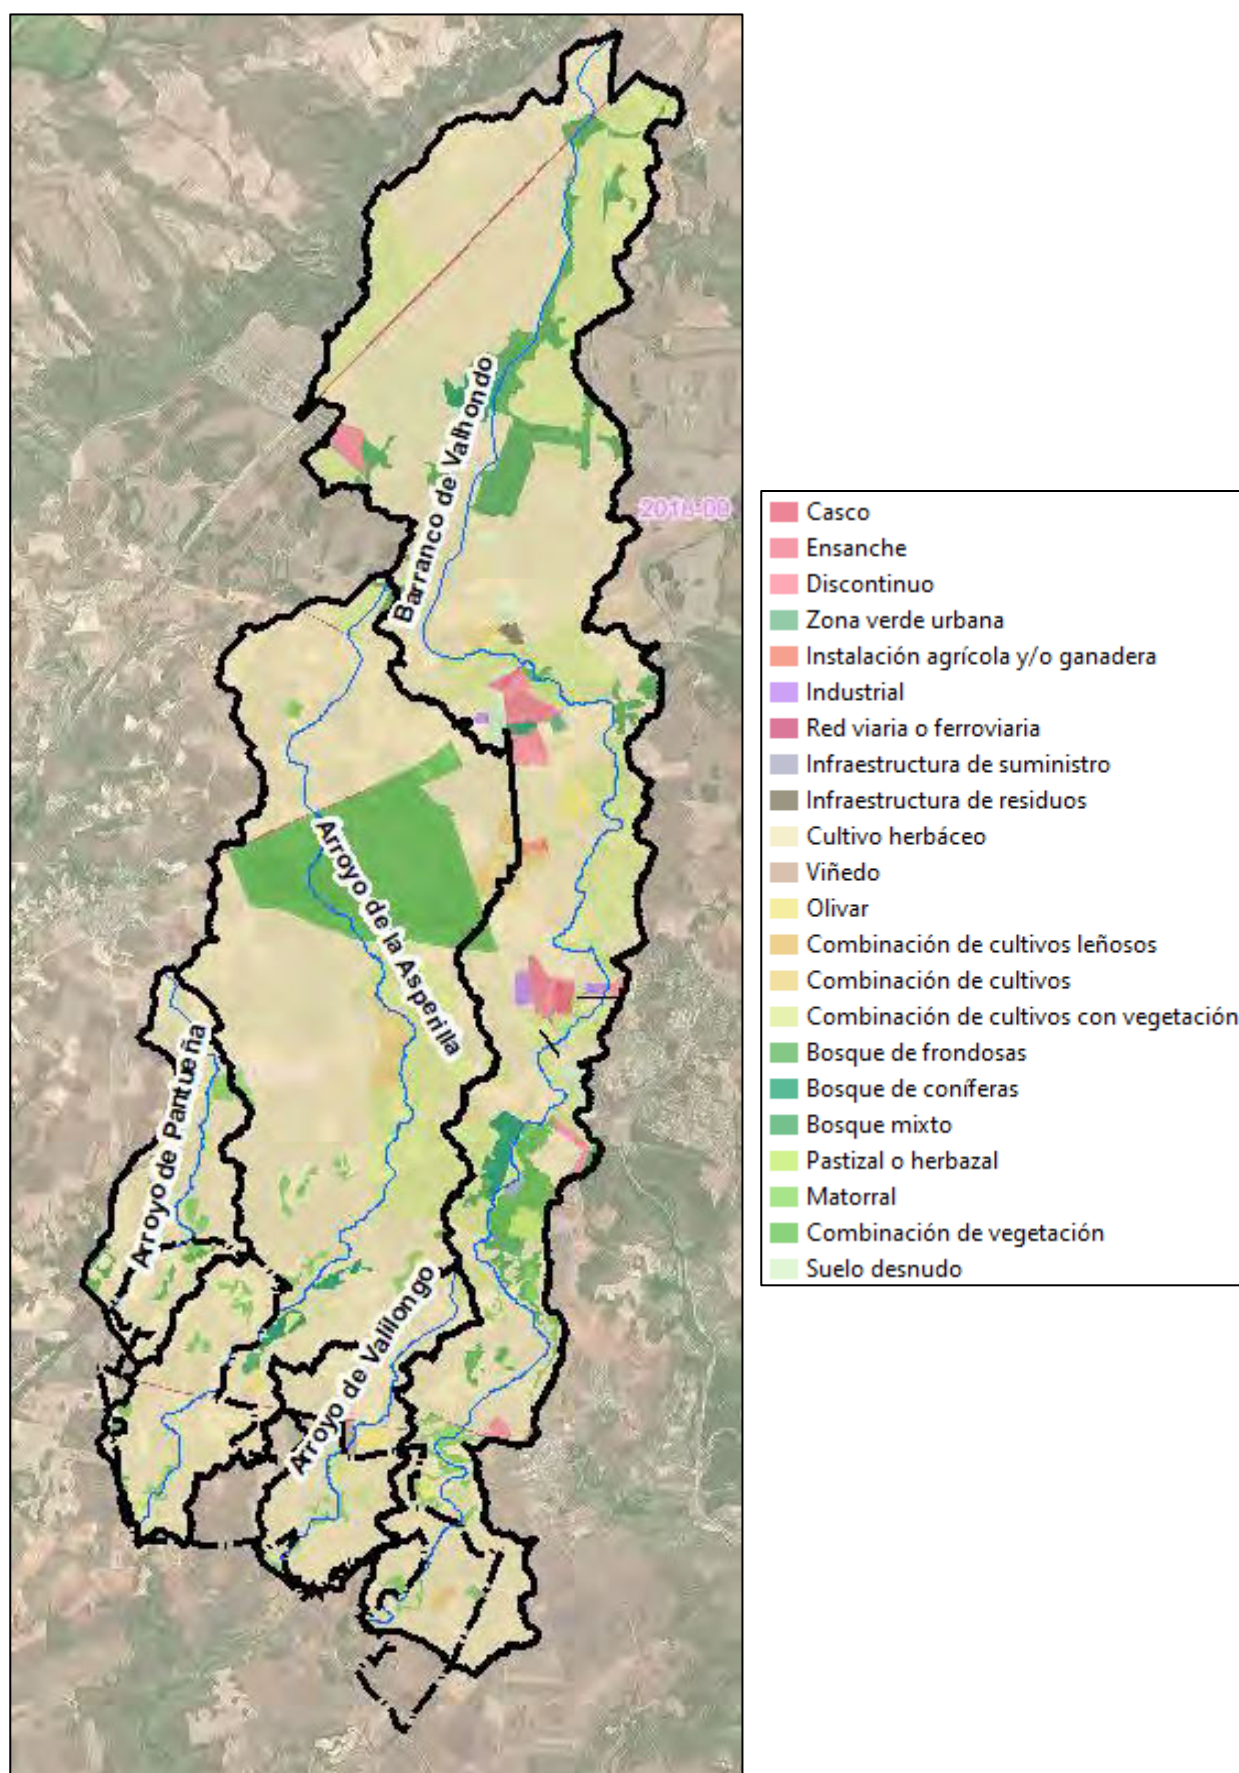 Barranco de Valhondo
Arroyo de la Asperilla
Arroyo de Pantueña
Arroyo de Valilongo
Casco
Ensanche
Discontinuo
Zona verde urbana
Instalación agrícola y/o ganadera
Industrial
Red viaria o ferroviaria
Infraestructura de suministro
Infraestructura de residuos
Cultivo herbáceo
Viñedo
Olivar
Combinación de cultivos leñosos
Combinación de cultivos
Combinación de cultivos con vegetación
Bosque de frondosas
Bosque de coníferas
Bosque mixto
Pastizal o herbazal
Matorral
Combinación de vegetación
Suelo desnudo